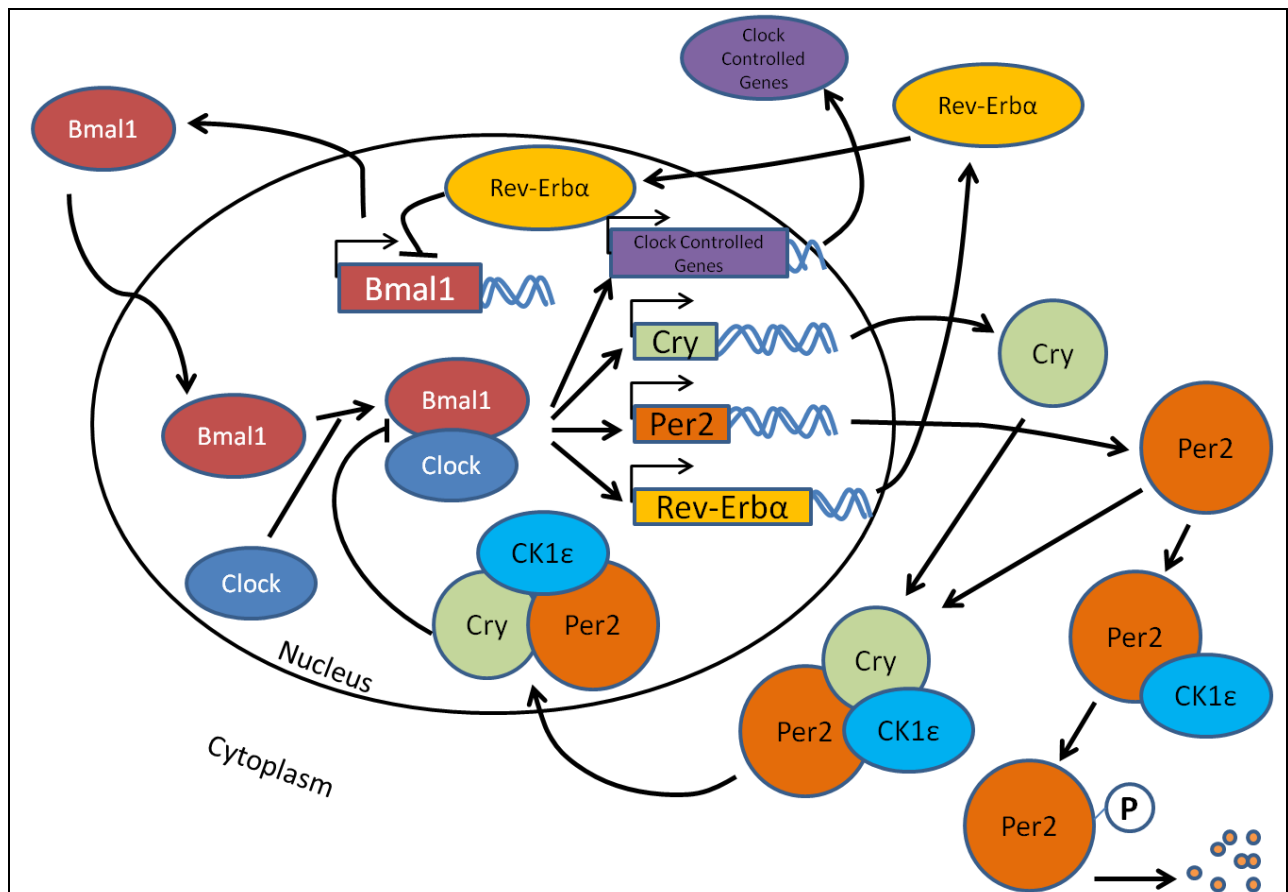 Clock
Controlled
Genes
Bmal1
Rev-Erbα
Rev-Erbα
Clock Controlled
Genes
Bmal1
Cry
Cry
Bmal1
Bmal1
Per2
Per2
Clock
Rev-Erbα
CK1ε
Clock
Cry
Per2
Per2
Cry
CK1ε
Nucleus
Per2
CK1ε
Cytoplasm
P
Per2